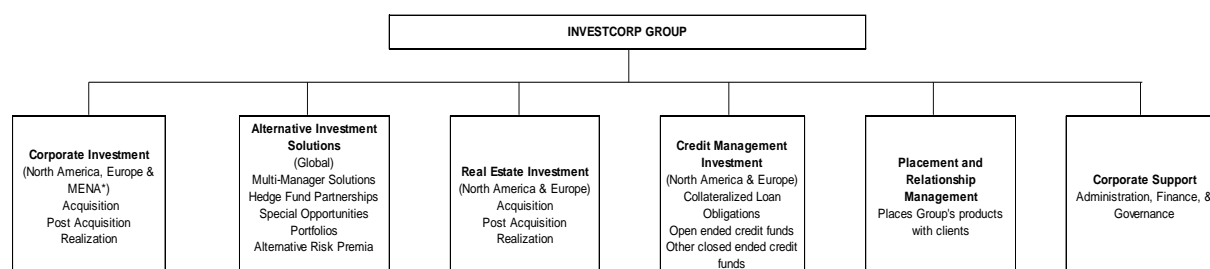 INVESTCORP GROUP
Corporate Investment
(North America, Europe &
MENA*)
Acquisition
Post Acquisition
Realization
Alternative Investment
Solutions
(Global)
Multi-Manager Solutions
Hedge Fund Partnerships
Special Opportunities
Portfolios
Alternative Risk Premia
Real Estate Investment
(North America & Europe)
Acquisition
Post Acquisition
Realization
Credit Management
Investment
(North America & Europe)
Collateralized Loan
Obligations
Open ended credit funds
Other closed ended credit
funds
Placement and
Relationship
Management
Places Group's products
with clients
Corporate Support
Administration, Finance, &
Governance